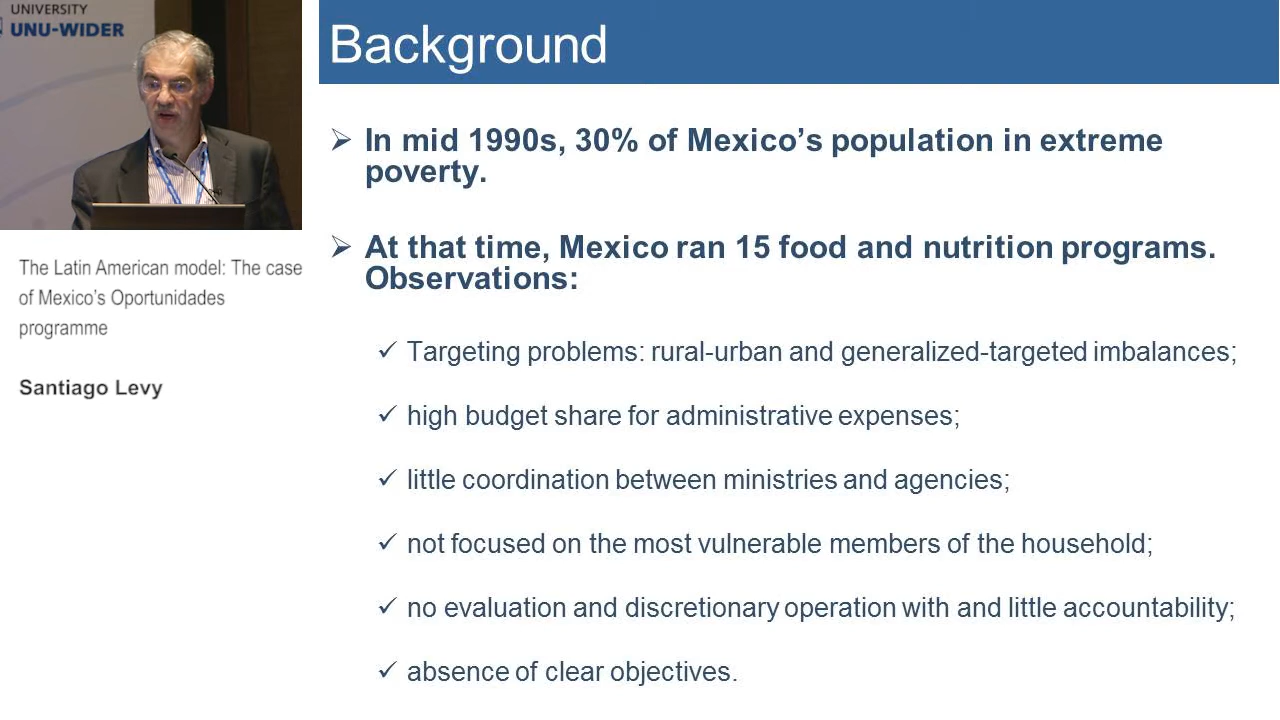 UNIVERSITY
UNU-WIDER
The Latin American model: The case
of Mexico's Oportunidades
programme
Santiago Levy
Background
In mid 1990s, 30% of Mexico’s population in extreme
poverty.
At that time, Mexico ran 15 food and nutrition programs.
Observations:
Targeting problems: rural-urban and generalized-targeted imbalances;
high budget share for administrative expenses;
little coordination between ministries and agencies;
not focused on the most vulnerable members of the household;
no evaluation and discretionary operation with and little accountability;
absence of clear objectives.